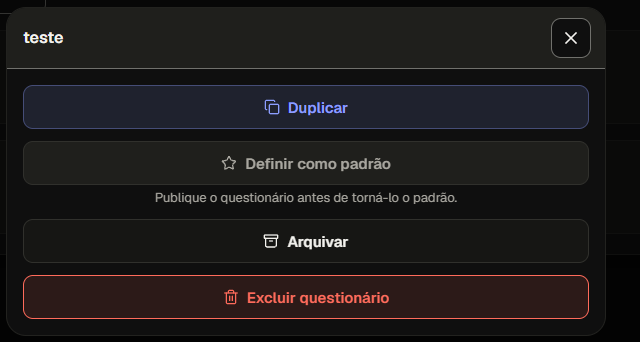 teste
Duplicar
Definir como padrão
Publique o questionário antes de torná-lo o padrão.
Arquivar
Excluir questionário